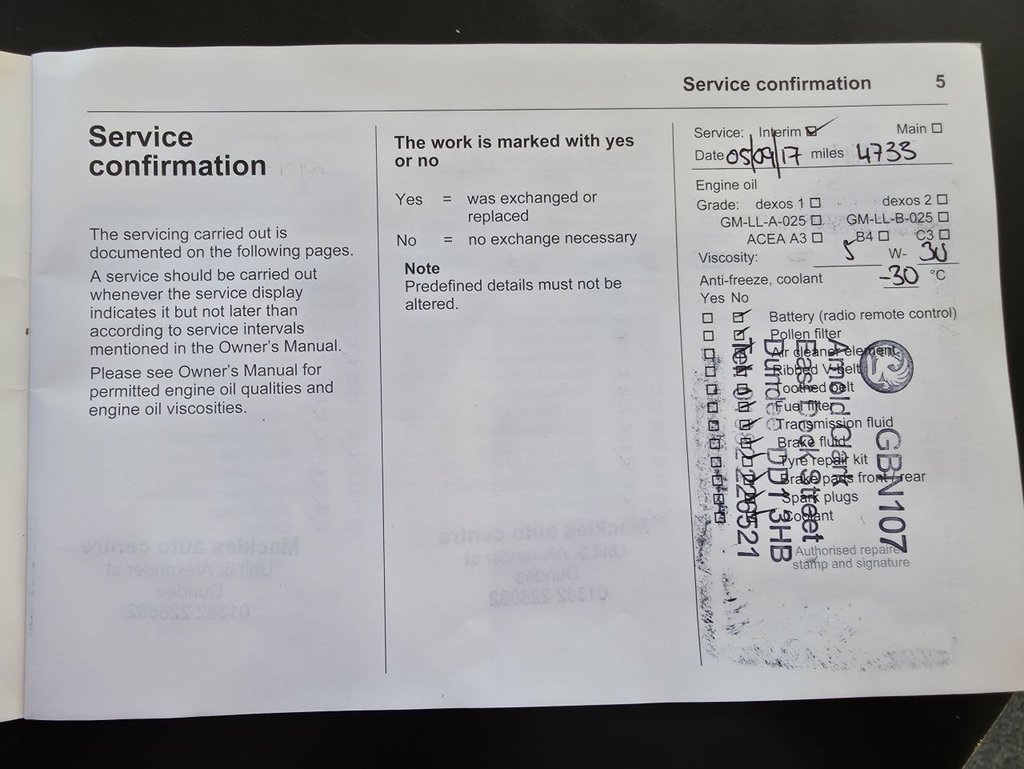 Service confirmation 5
Service
confirmation
The servicing carried out is
documented on the following pages.
A service should be carried out
whenever the service display
indicates it but not later than
according to service intervals
mentioned in the Owner's Manual.
Please see Owner's Manual for
permitted engine oil qualities and
engine oil viscosities.
The work is marked with yes
or no
Yes = was exchanged or
replaced
No = no exchange necessary
Note
Predefined details must not be
altered.
Service: Interim Main
Date 05/09/17 miles 4733
Engine oil
Grade: dexos 1 dexos 2
GM-LL-A-025 GM-LL-B-025
ACEA A3 B4 C3
Viscosity: 5 W- 30
Anti-freeze, coolant -30 °C
Yes No
Battery (radio remote control)
Pollen filter
Air cleaner element
Ribbed V-belt
Toothed belt
Fuel filter
Transmission fluid
Brake fluid
Tyre repair kit
Brake pads front/rear
Spark plugs
Coolant
Authorised repairer
stamp and signature
GBN107
Arnold Clark
East Dock Street
Dundee DD1 3HB
Mackies auto centre
Unit 3, Alexander st
Dundee
Mackies auto centre
Unit 3, Alexander st
Dundee